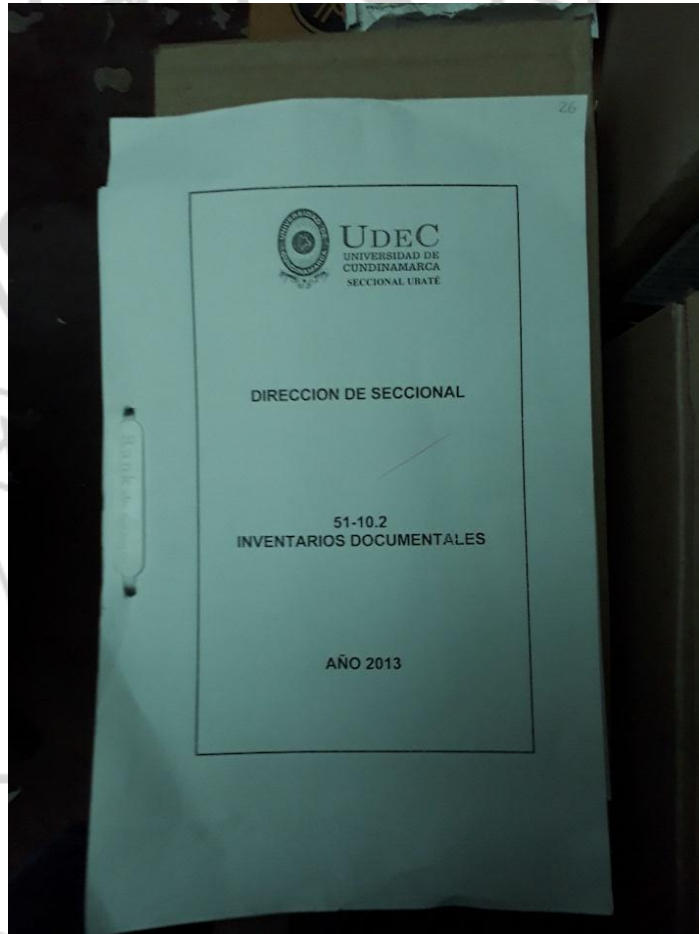 26
UDEC
UNIVERSIDAD DE
CUNDINAMARCA
SECCIONAL UBATÉ
DIRECCION DE SECCIONAL
51-10.2
INVENTARIOS DOCUMENTALES
AÑO 2013